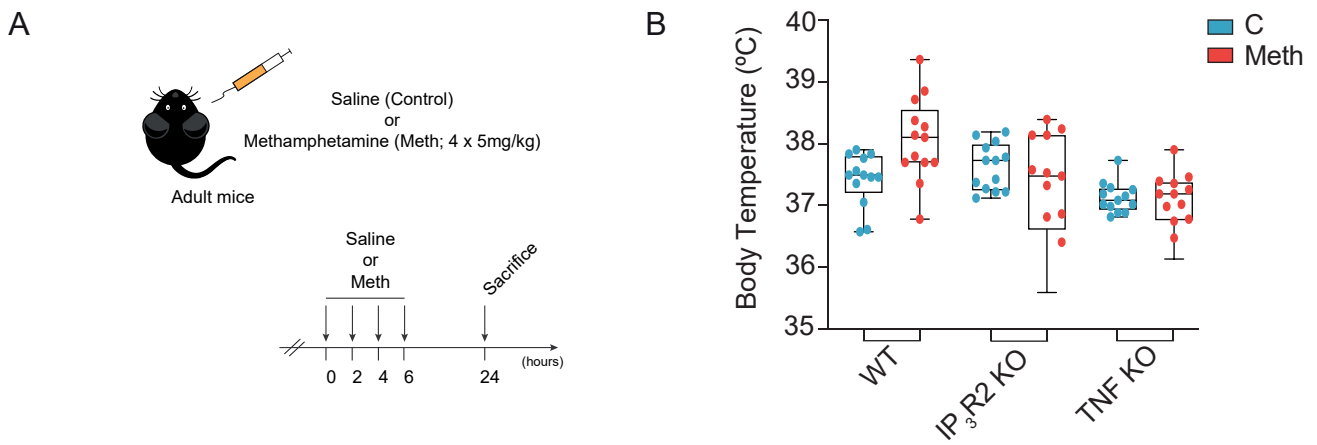 A
Saline (Control)
or
Methamphetamine (Meth; 4 x 5mg/kg)
Adult mice
Saline
or
Meth
Sacrifice
0 2 4 6 24
(hours)
B
C
Meth
Body Temperature (ºC)
40
39
38
37
36
35
WT
IP₃R2 KO
TNF KO